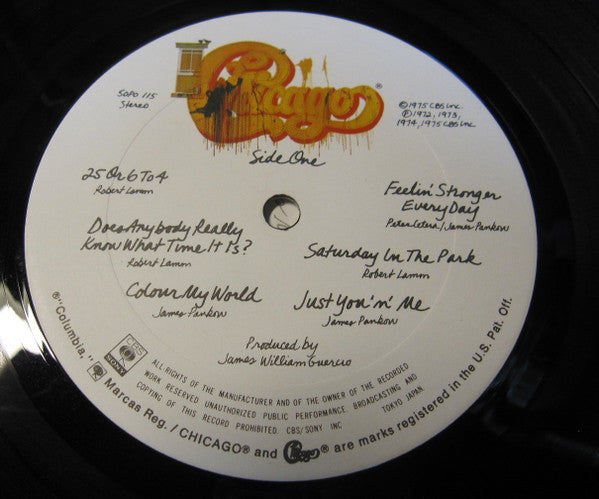 Chicago®
SOPO 115
Stereo
©1975 CBS Inc.
℗1972, 1973,
1974, 1975 CBS Inc.
Side One
25 Or 6 To 4
Robert Lamm
Does Anybody Really
Know What Time It Is?
Robert Lamm
Colour My World
James Pankow
Feelin' Stronger
Every Day
Peter Cetera/James Pankow
Saturday In The Park
Robert Lamm
Just You 'n' Me
James Pankow
Produced by
James William Guercio
CBS
SONY
ALL RIGHTS OF THE MANUFACTURER AND OF THE OWNER OF THE RECORDED
WORK RESERVED UNAUTHORIZED PUBLIC PERFORMANCE, BROADCASTING AND
COPYING OF THIS RECORD PROHIBITED. CBS/SONY INC TOKYO JAPAN.
®"Columbia," Marcas Reg. / CHICAGO® and Chicago® are marks registered in the U.S. Pat. Off.